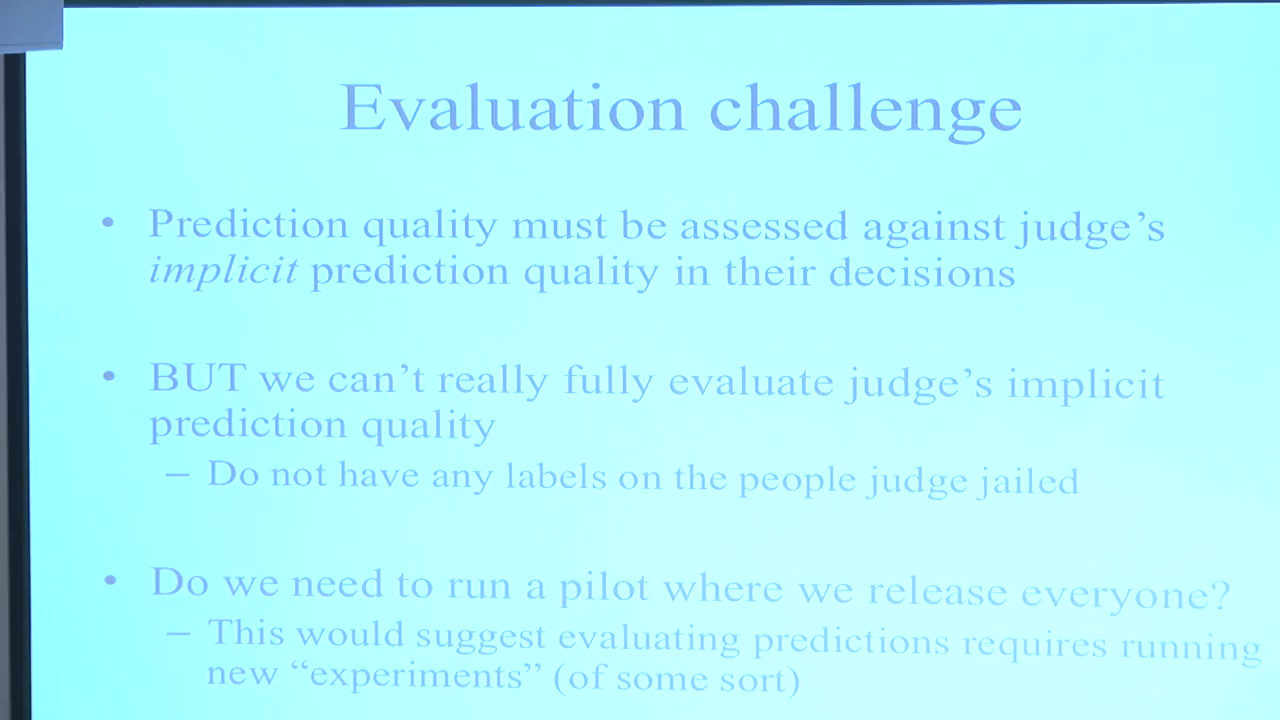 Evaluation challenge
• Prediction quality must be assessed against judge's
implicit prediction quality in their decisions
• BUT we can't really fully evaluate judge's implicit
prediction quality
– Do not have any labels on the people judge jailed
• Do we need to run a pilot where we release everyone?
– This would suggest evaluating predictions requires running
new “experiments” (of some sort)